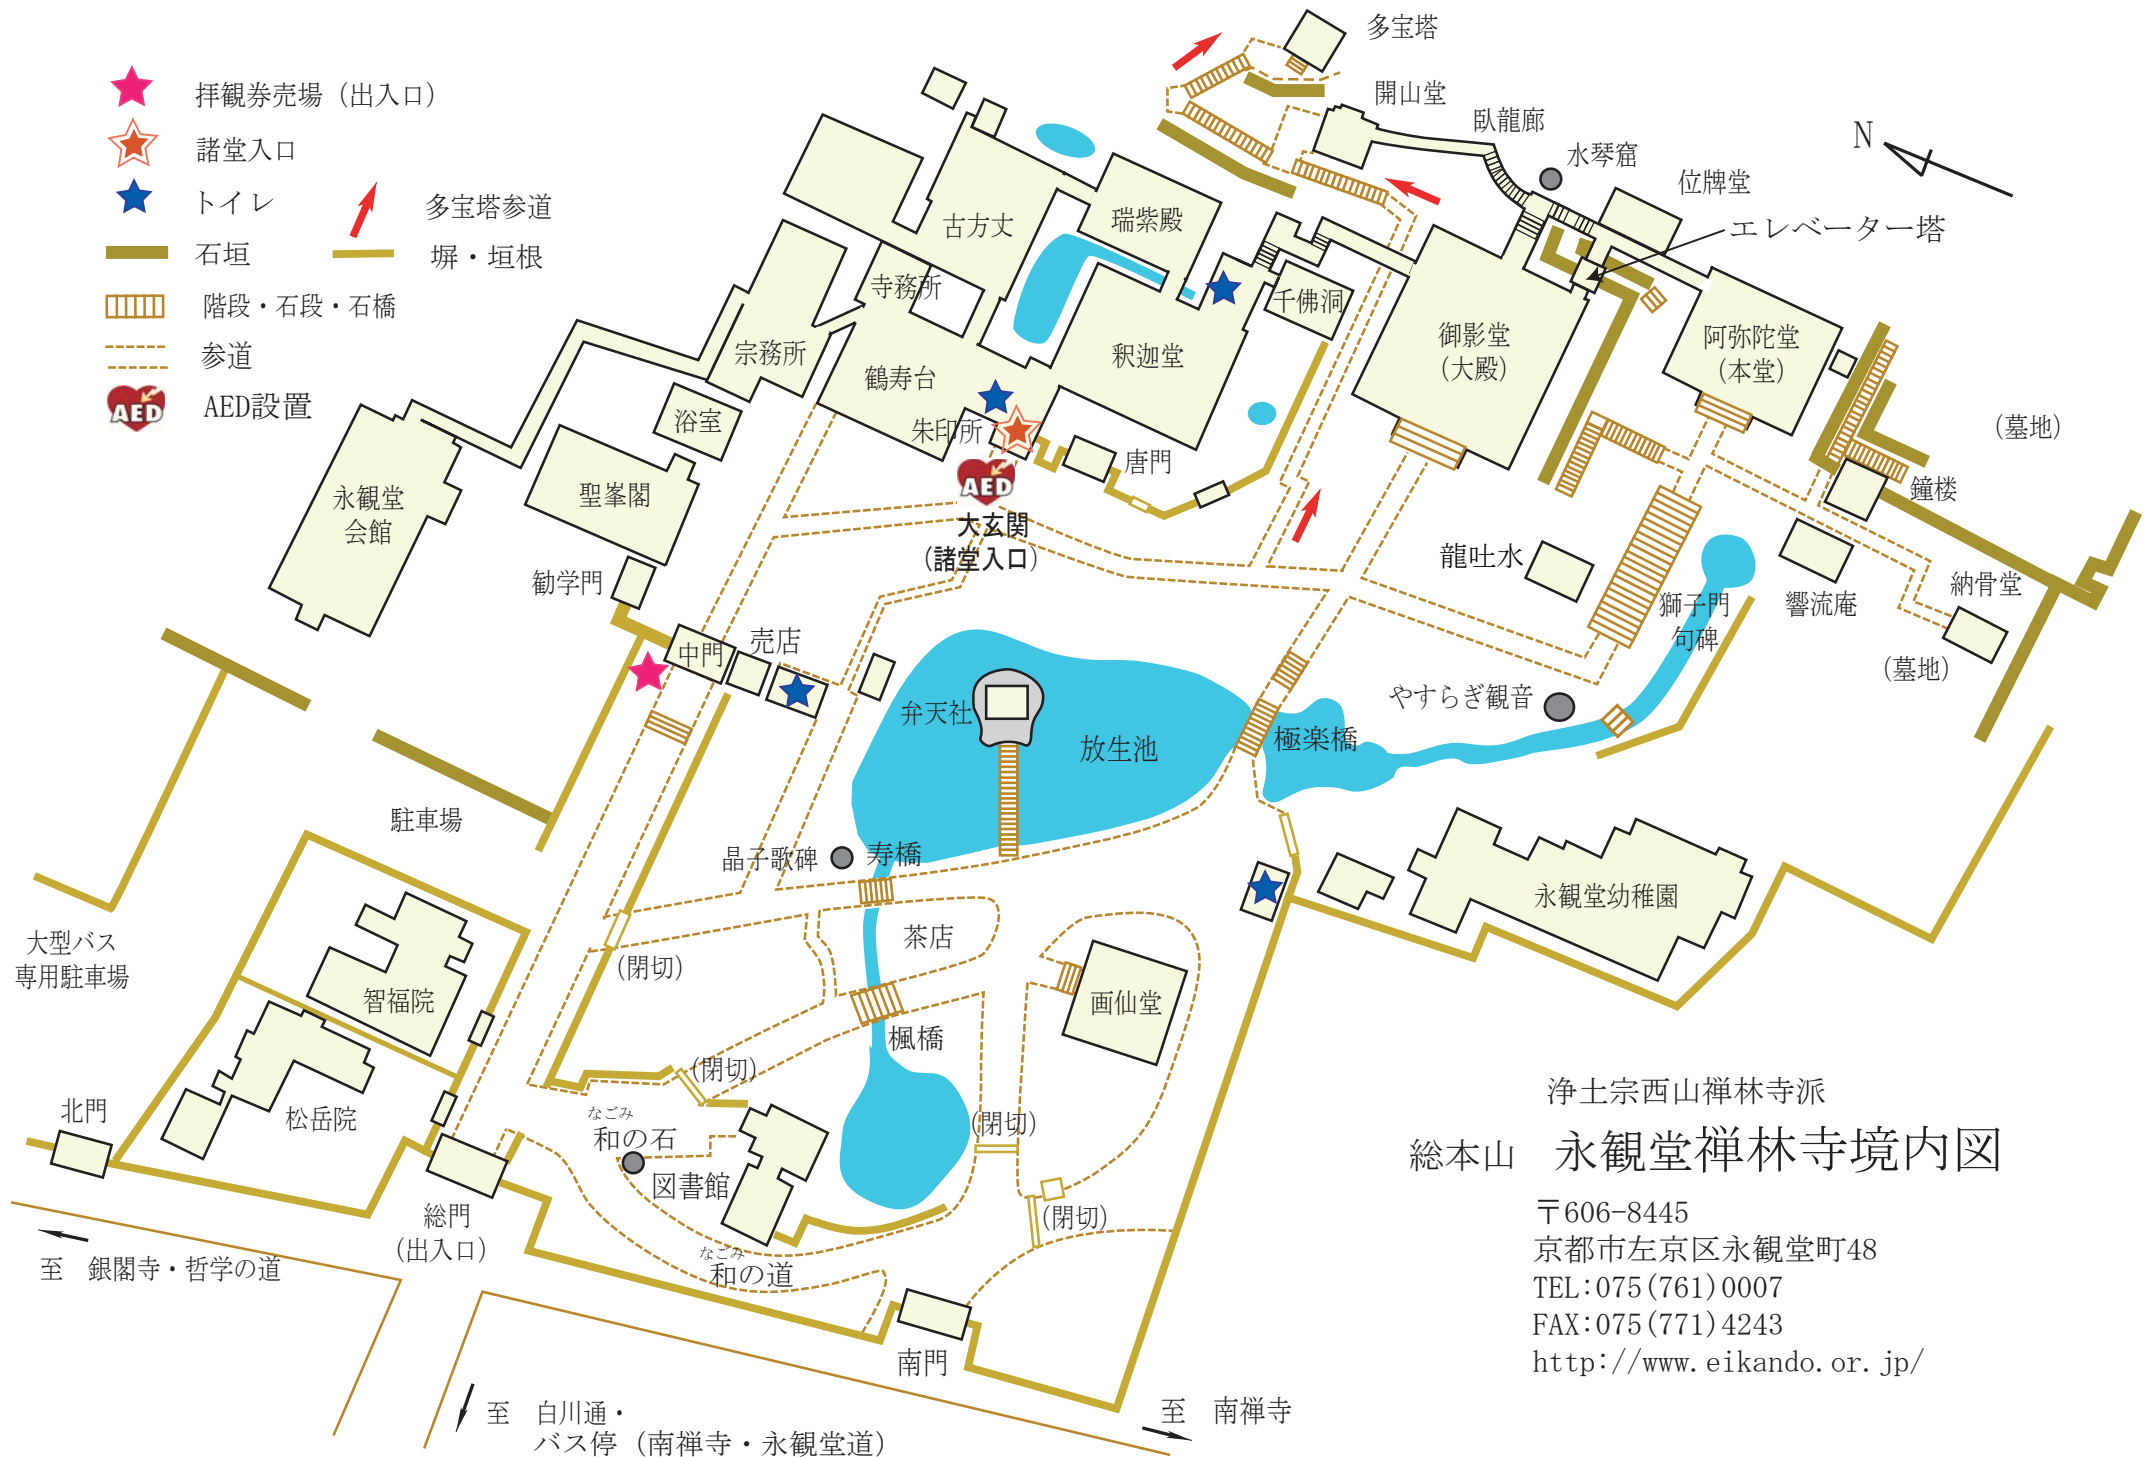 拝観券売場（出入口）
諸堂入口
トイレ
多宝塔参道
石垣
塀・垣根
階段・石段・石橋
参道
AED
AED設置
多宝塔
開山堂
臥龍廊
水琴窟
位牌堂
エレベーター塔
N
古方丈
瑞紫殿
寺務所
千佛洞
宗務所
釈迦堂
御影堂
（大殿）
阿弥陀堂
（本堂）
鶴寿台
浴室
朱印所
唐門
AED
大玄関
（諸堂入口）
永観堂
会館
聖峯閣
勧学門
（墓地）
鐘楼
龍吐水
獅子門
句碑
響流庵
納骨堂
（墓地）
中門
売店
弁天社
放生池
極楽橋
やすらぎ観音
駐車場
晶子歌碑
寿橋
永観堂幼稚園
大型バス
専用駐車場
（閉切）
茶店
智福院
画仙堂
楓橋
（閉切）
松岳院
北門
なごみ
和の石
（閉切）
図書館
総門
（出入口）
（閉切）
なごみ
和の道
至　銀閣寺・哲学の道
南門
至　白川通・
バス停（南禅寺・永観堂道）
至　南禅寺
浄土宗西山禅林寺派
総本山　永観堂禅林寺境内図
〒606-8445
京都市左京区永観堂町48
TEL:075(761)0007
FAX:075(771)4243
http://www.eikando.or.jp/